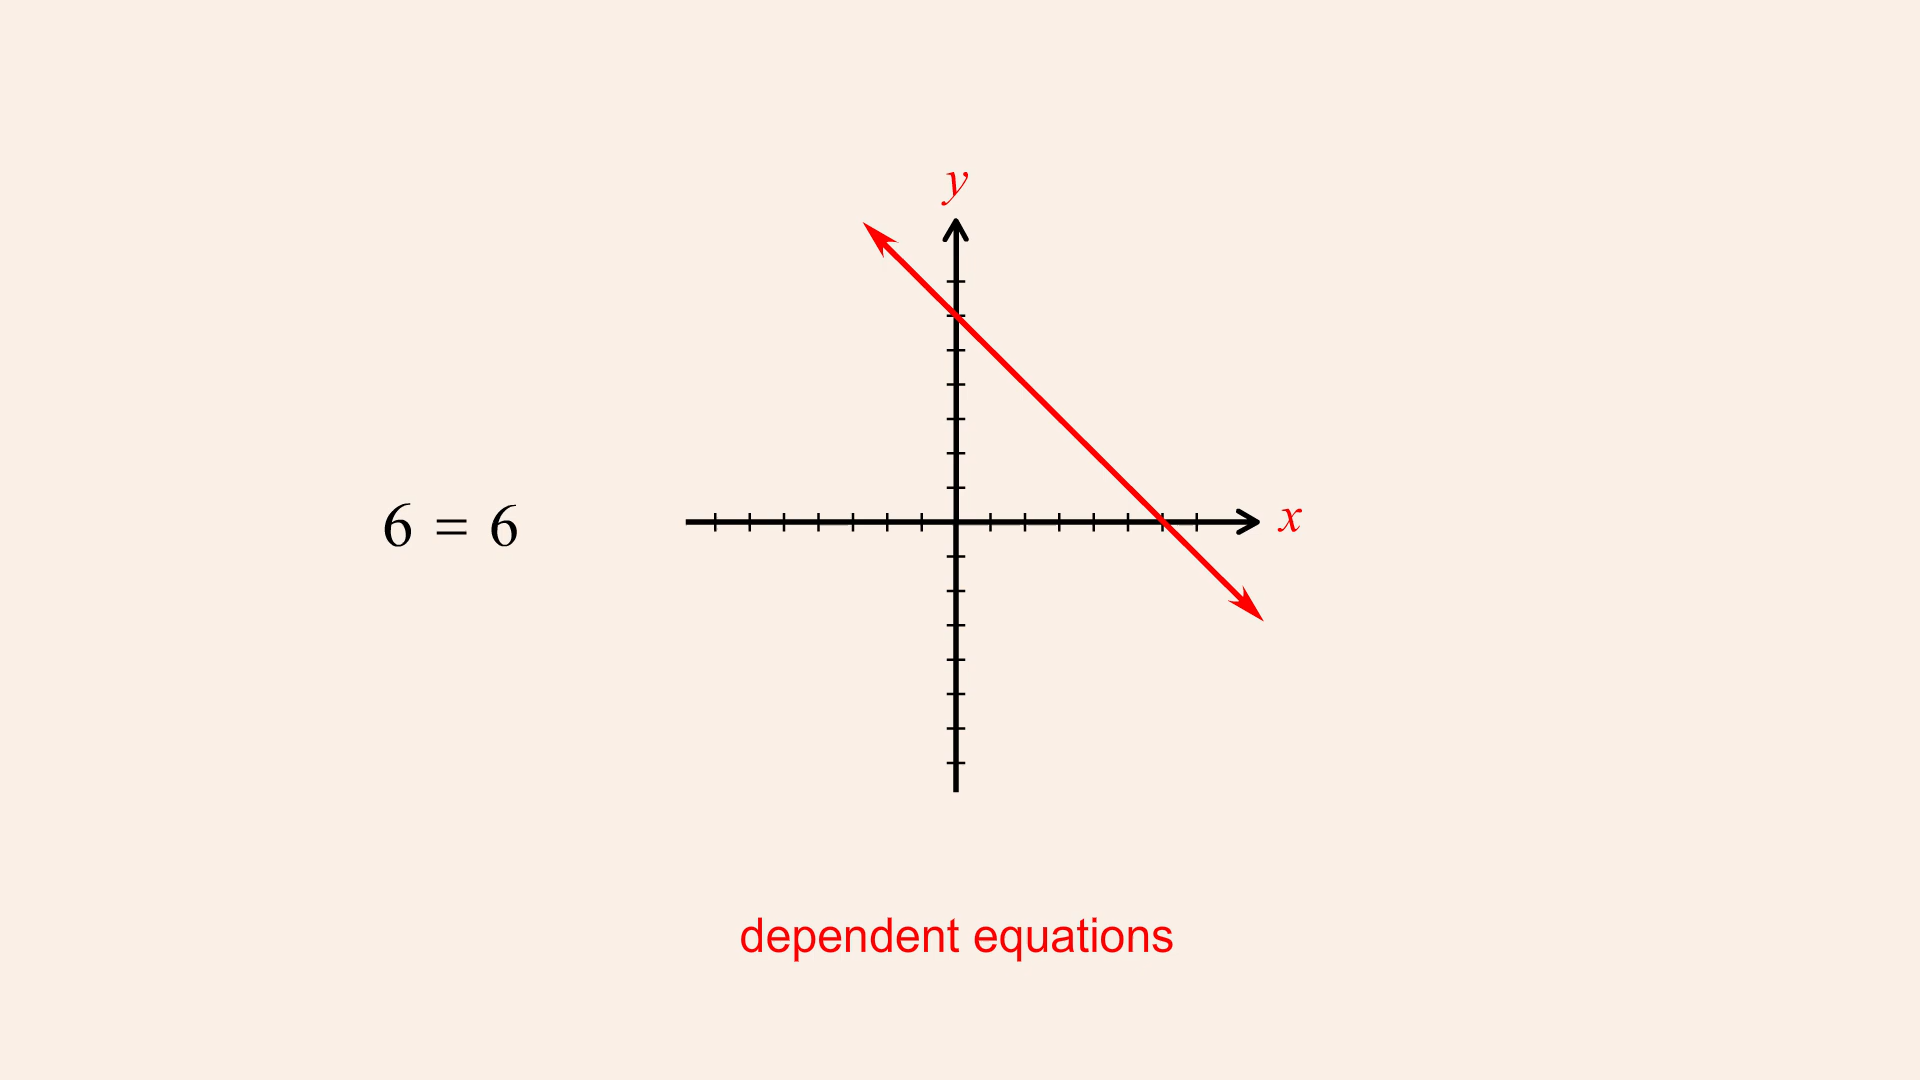 y
6 = 6
x
dependent equations